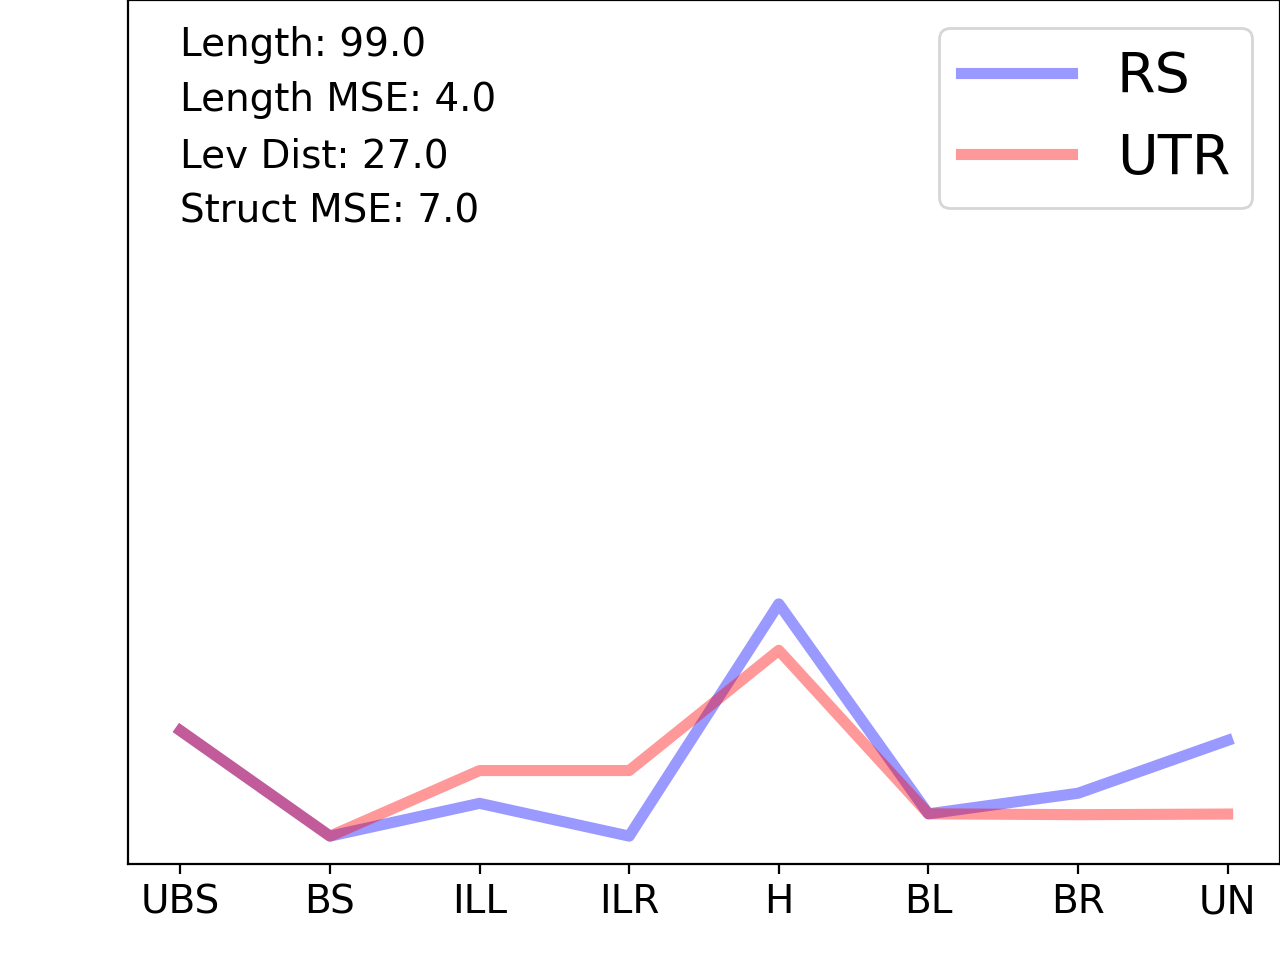 Length: 99.0
Length MSE: 4.0
Lev Dist: 27.0
Struct MSE: 7.0
RS
UTR
UBS BS ILL ILR H BL BR UN